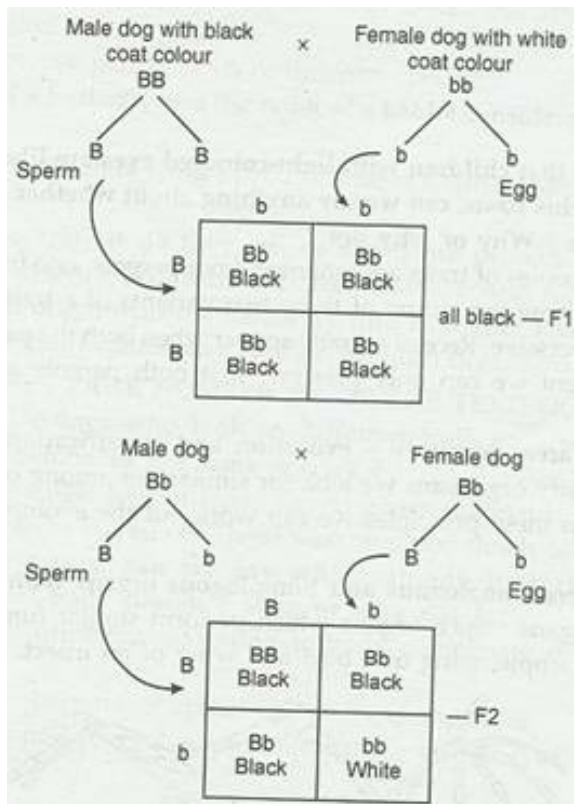 Male dog with black
coat colour
BB
×
Female dog with white
coat colour
bb
B B
b b
Sperm
Egg
b b
B
Bb
Black
Bb
Black
B
Bb
Black
Bb
Black
all black — F1
Male dog
Bb
×
Female dog
Bb
B b
B b
Sperm
Egg
B b
B
BB
Black
Bb
Black
b
Bb
Black
bb
White
— F2